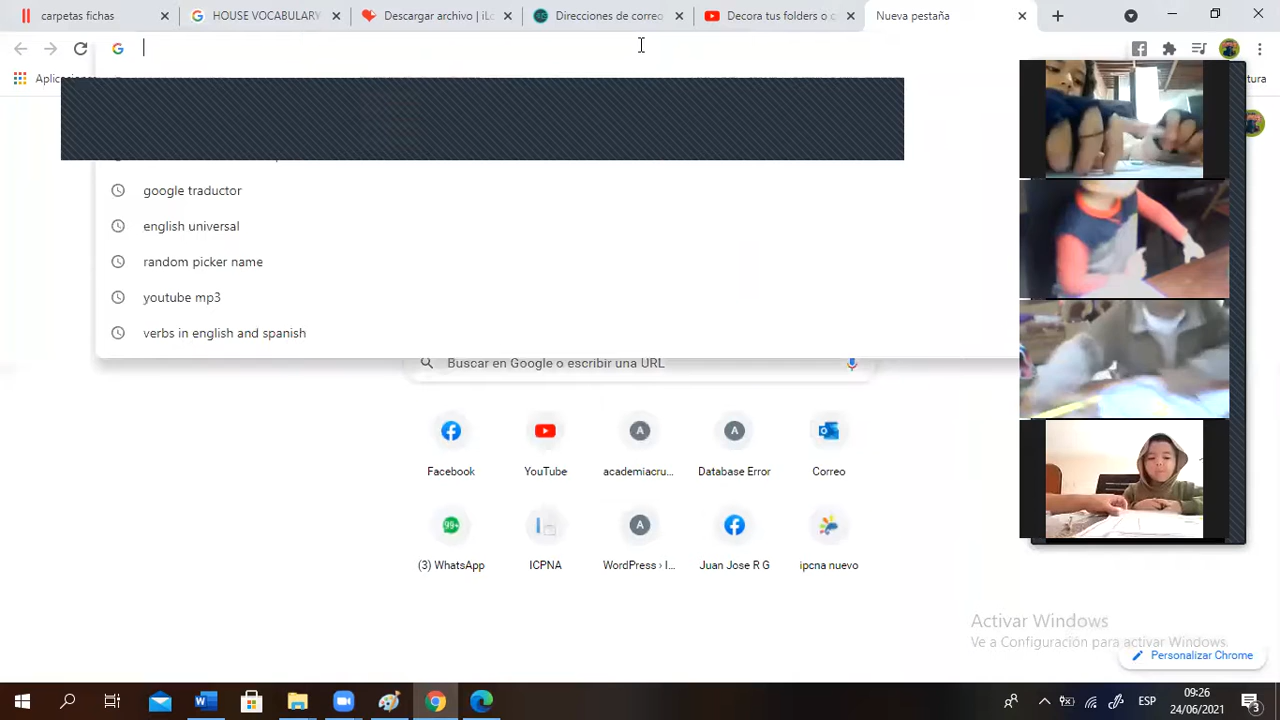 carpetas fichas
HOUSE VOCABULARY
Descargar archivo | iLo
Direcciones de correo
Decora tus folders o c
Nueva pestaña
google traductor
english universal
random picker name
youtube mp3
verbs in english and spanish
Buscar en Google o escribir una URL
Facebook
YouTube
academiacru...
Database Error
Correo
99+
(3) WhatsApp
ICPNA
WordPress › I...
Juan Jose R G
ipcna nuevo
Activar Windows
Ve a Configuración para activar Windows.
Personalizar Chrome
ESP
09:26
24/06/2021